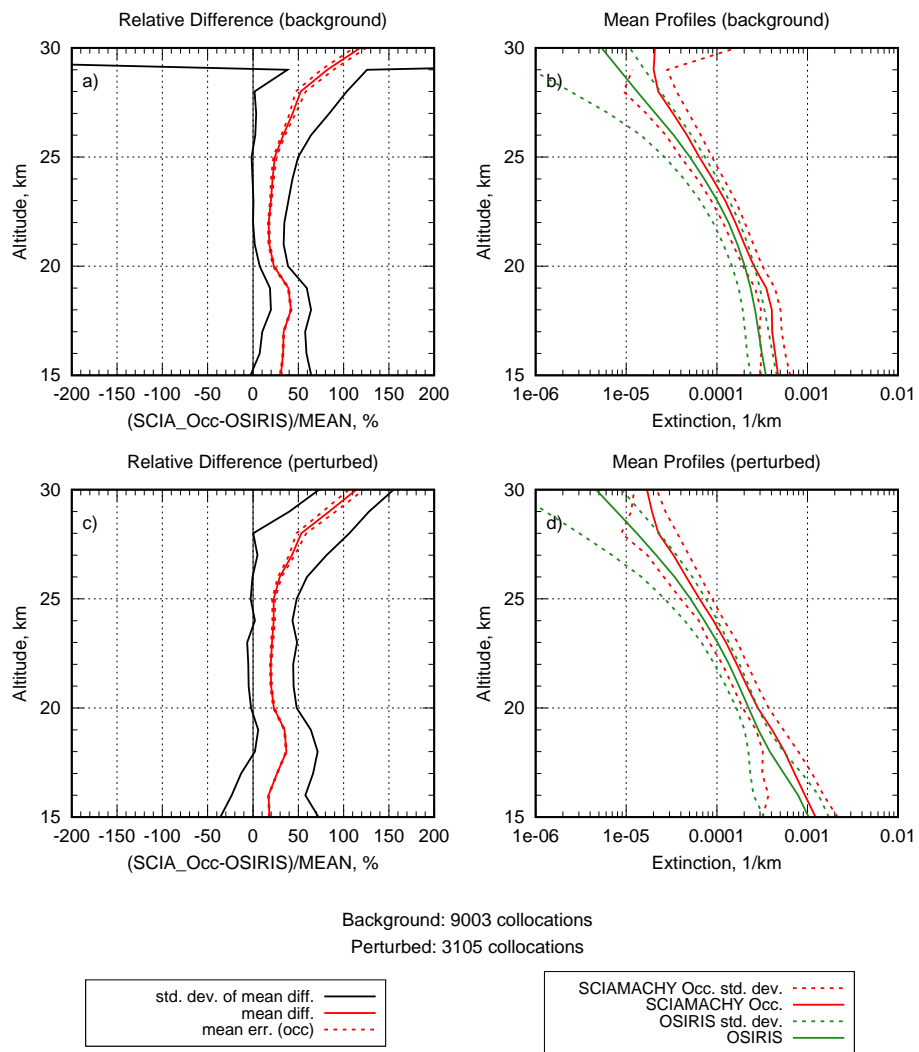 Relative Difference (background)
Mean Profiles (background)
30
25
20
15
Altitude, km
a)
-200 -150 -100 -50 0 50 100 150 200
(SCIA_Occ-OSIRIS)/MEAN, %
30
25
20
15
Altitude, km
b)
1e-06 1e-05 0.0001 0.001 0.01
Extinction, 1/km
Relative Difference (perturbed)
Mean Profiles (perturbed)
30
25
20
15
Altitude, km
c)
-200 -150 -100 -50 0 50 100 150 200
(SCIA_Occ-OSIRIS)/MEAN, %
30
25
20
15
Altitude, km
d)
1e-06 1e-05 0.0001 0.001 0.01
Extinction, 1/km
Background: 9003 collocations
Perturbed: 3105 collocations
std. dev. of mean diff.
mean diff.
mean err. (occ)
SCIAMACHY Occ. std. dev.
SCIAMACHY Occ.
OSIRIS std. dev.
OSIRIS